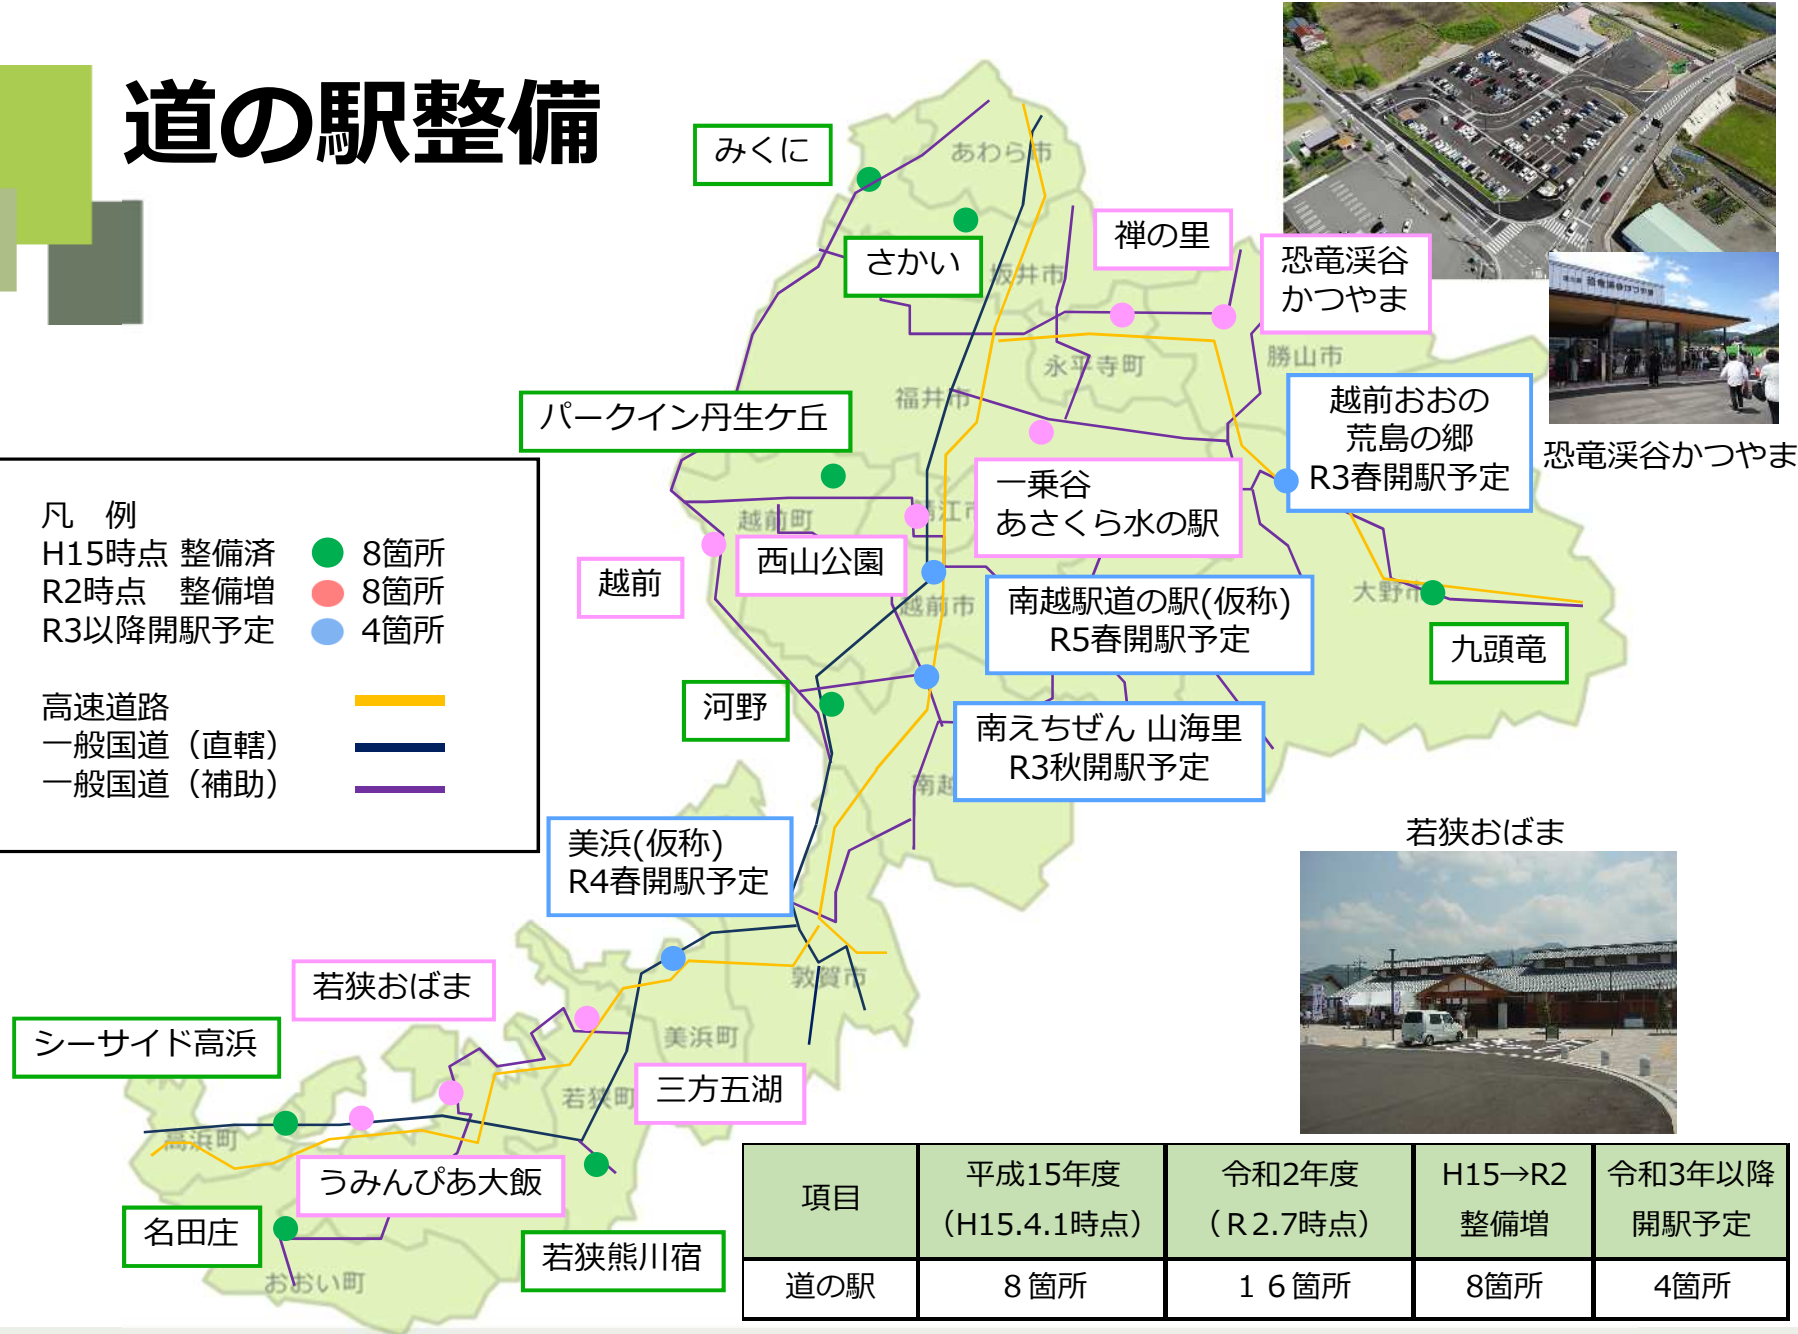 道の駅整備
みくに
あわら市
さかい
坂井市
禅の里
恐竜渓谷
かつやま
永平寺町
勝山市
福井市
パークイン丹生ケ丘
越前おおの
荒島の郷
R3春開駅予定
恐竜渓谷かつやま
恐竜渓谷かつやま
凡 例
H15時点 整備済 8箇所
R2時点 整備増 8箇所
R3以降開駅予定 4箇所
高速道路
一般国道（直轄）
一般国道（補助）
越前町
江市
一乗谷
あさくら水の駅
西山公園
越前
越前市
南越駅道の駅(仮称)
R5春開駅予定
大野市
九頭竜
河野
南えちぜん 山海里
R3秋開駅予定
南越
美浜(仮称)
R4春開駅予定
若狭おばま
敦賀市
若狭おばま
シーサイド高浜
美浜町
若狭町
三方五湖
高浜町
うみんぴあ大飯
名田庄
若狭熊川宿
おおい町
項目 平成15年度（H15.4.1時点） 令和2年度（Ｒ2.7時点） H15→R2整備増 令和3年以降開駅予定
道の駅 ８箇所 １６箇所 8箇所 4箇所